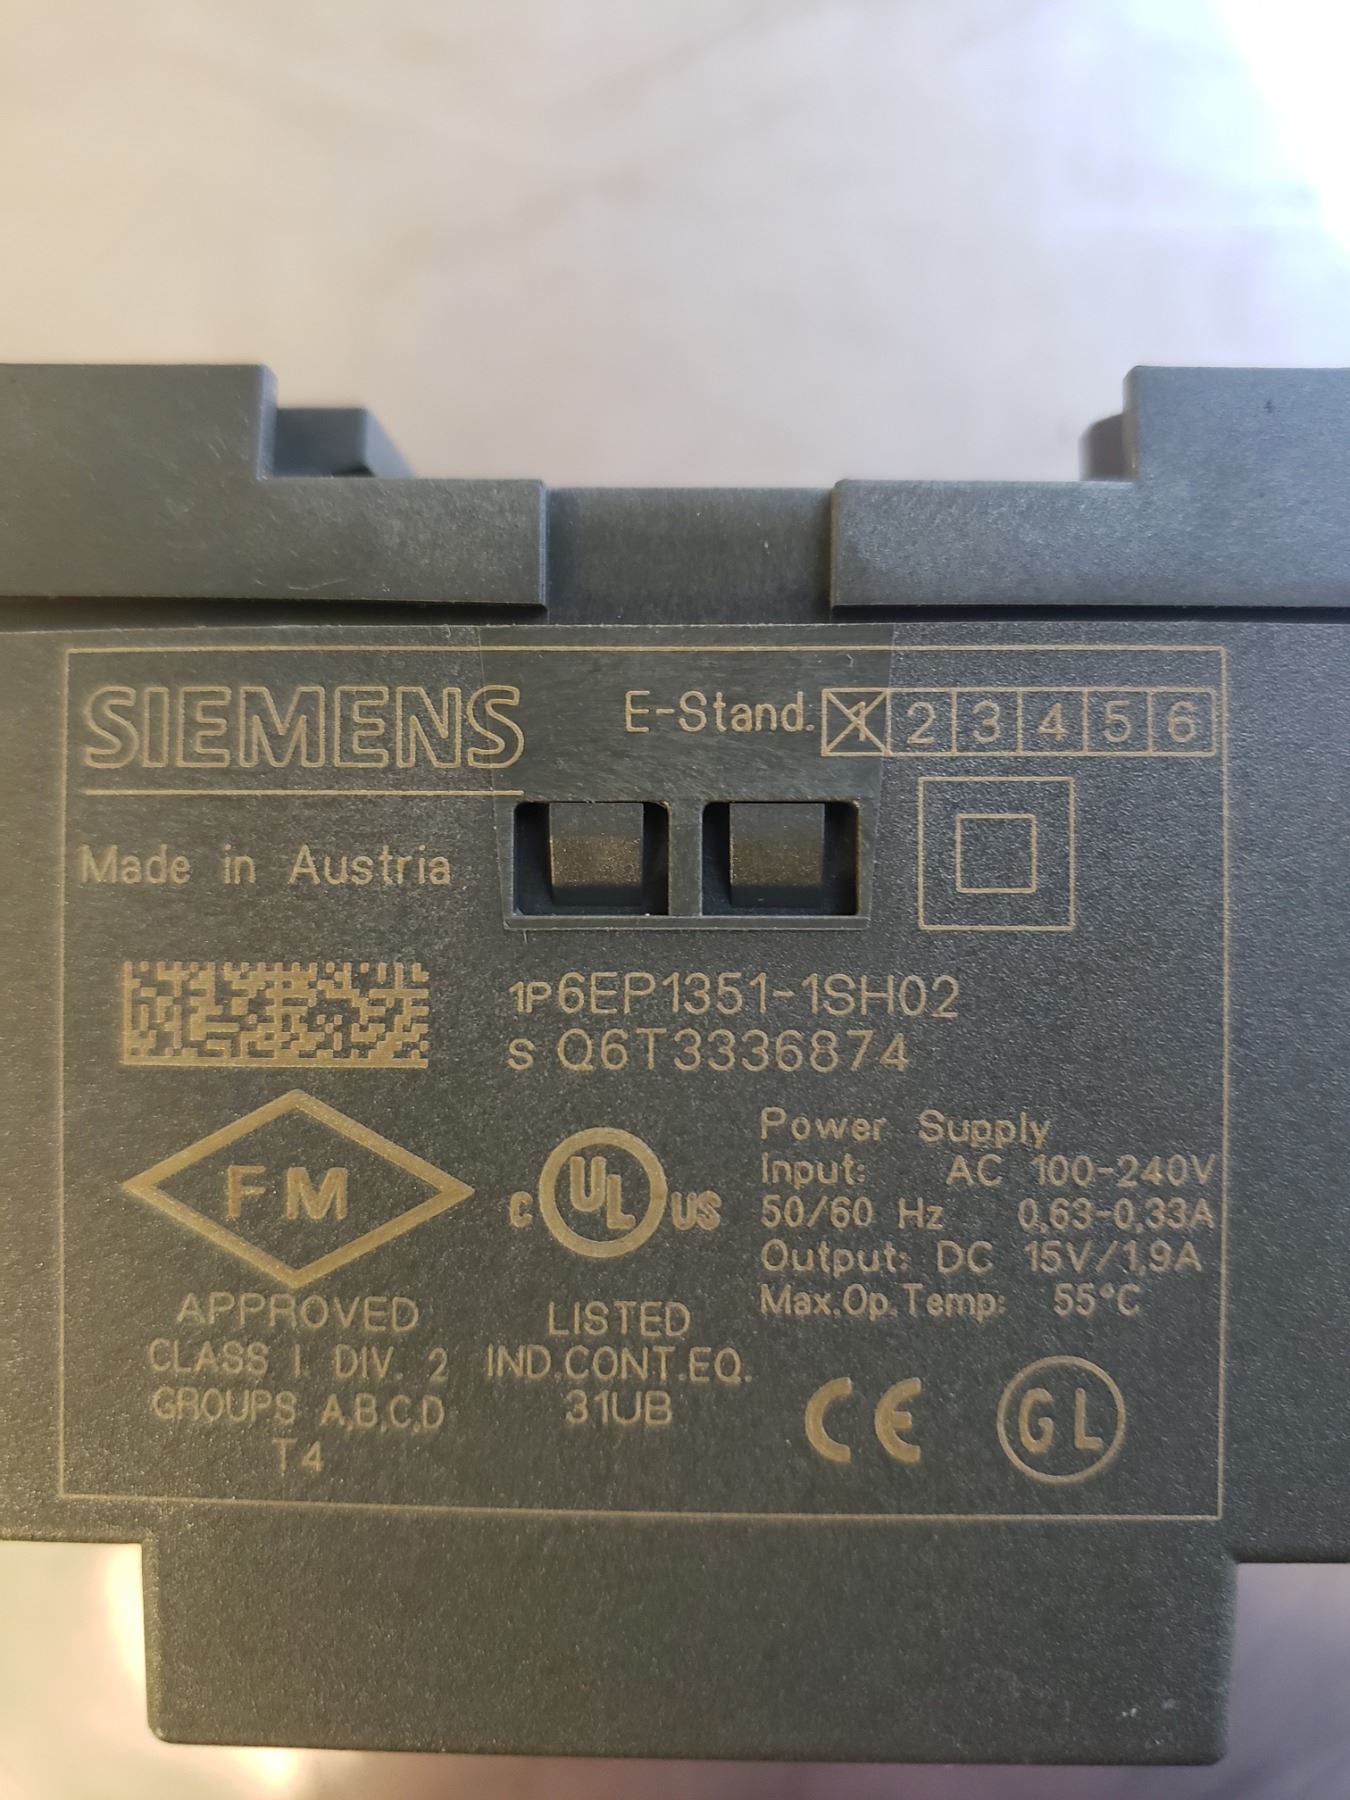 SIEMENS
E-Stand. 1 2 3 4 5 6
Made in Austria
1P6EP1351-1SH02
S Q6T3336874
FM
APPROVED
CLASS I. DIV. 2
GROUPS A,B,C,D
T4
C UL US
LISTED
IND.CONT.EQ.
31UB
Power Supply
Input: AC 100-240V
50/60 Hz 0,63-0,33A
Output: DC 15V/1,9A
Max.Op.Temp: 55°C
CE
GL